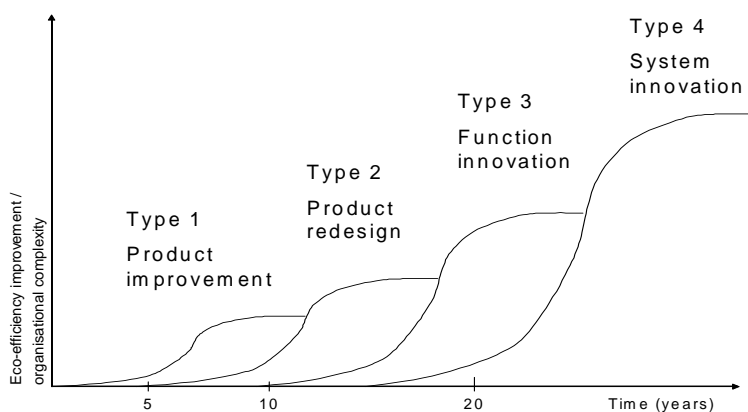 Type 4
System
innovation
Type 3
Function
innovation
Type 2
Product
redesign
Type 1
Product
improvement
Eco-efficiency improvement /
organisational complexity
5
10
20
Time (years)